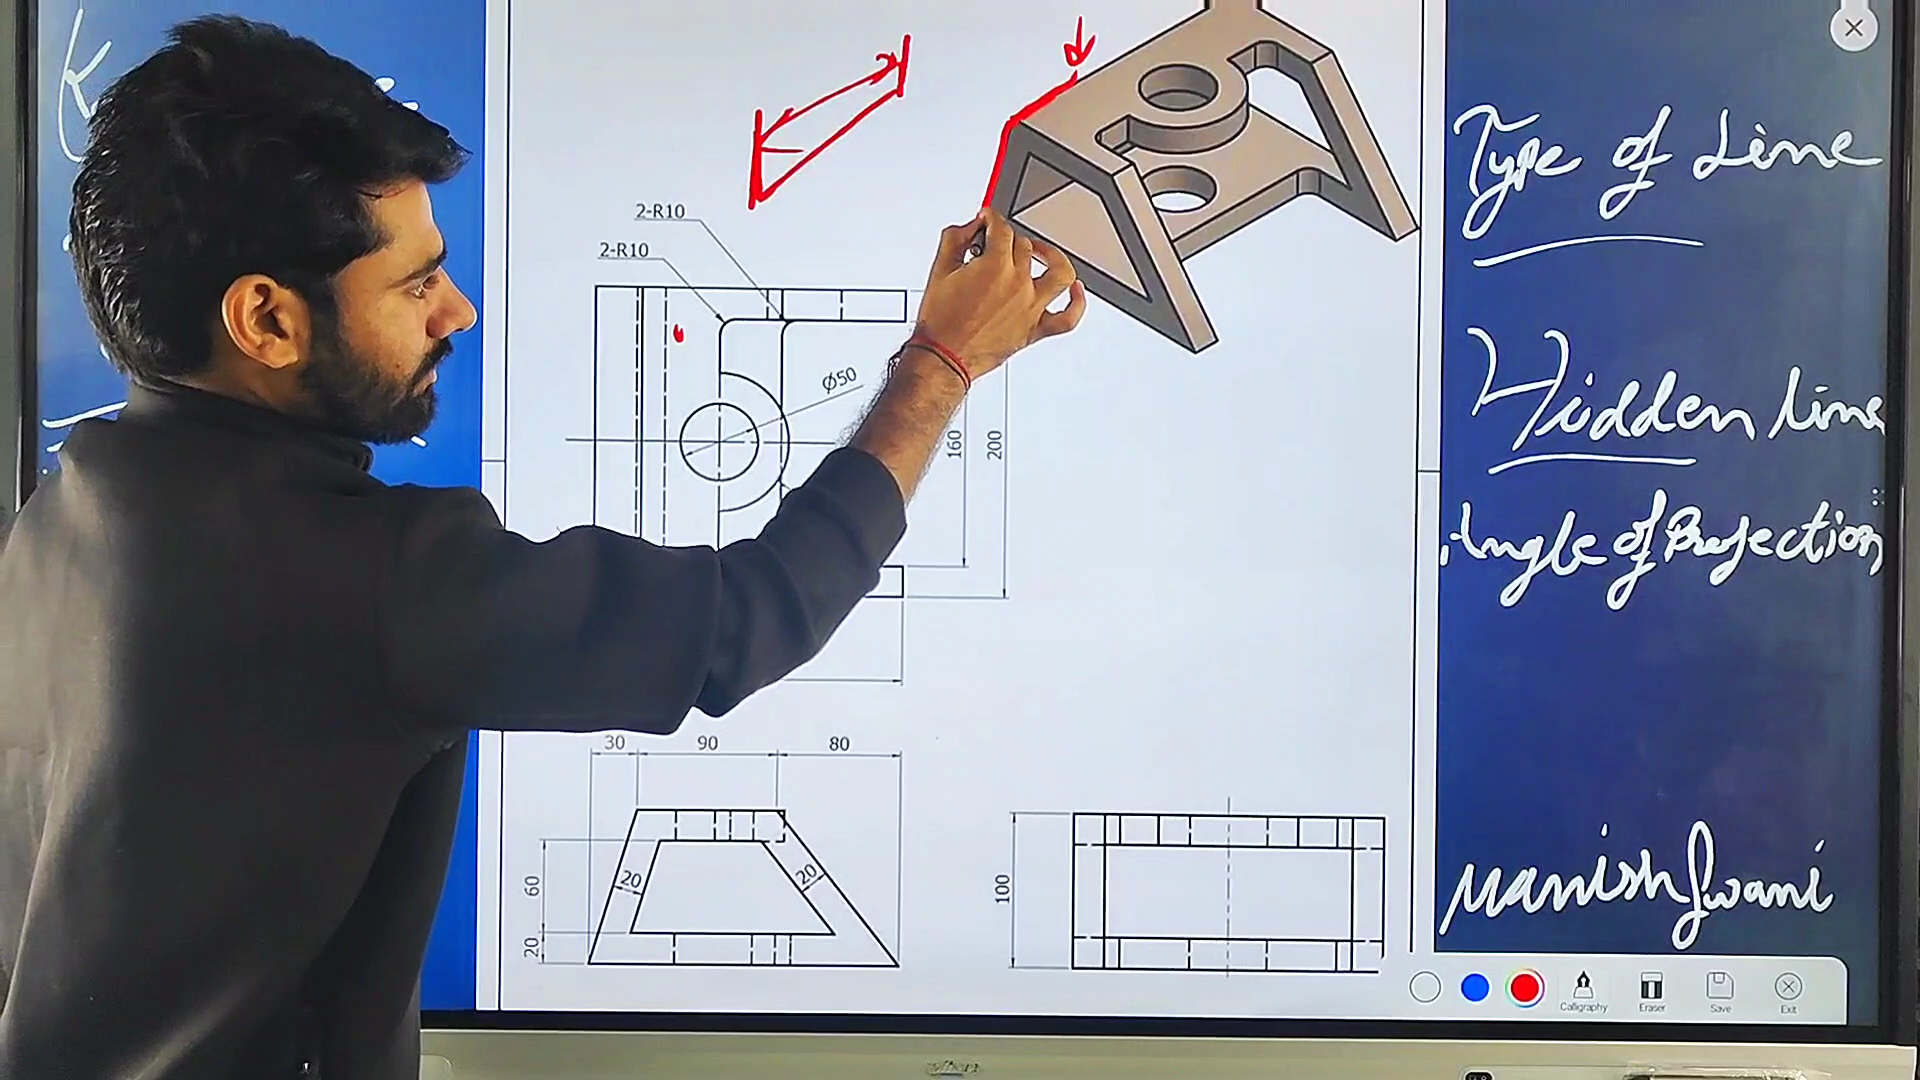 2-R10
2-R10
Ø50
160
200
30
90
80
60
20
20
20
100
Type of Line
Hidden line
Angle of Projection
Manish
Calligraphy
Eraser
Save
Exit